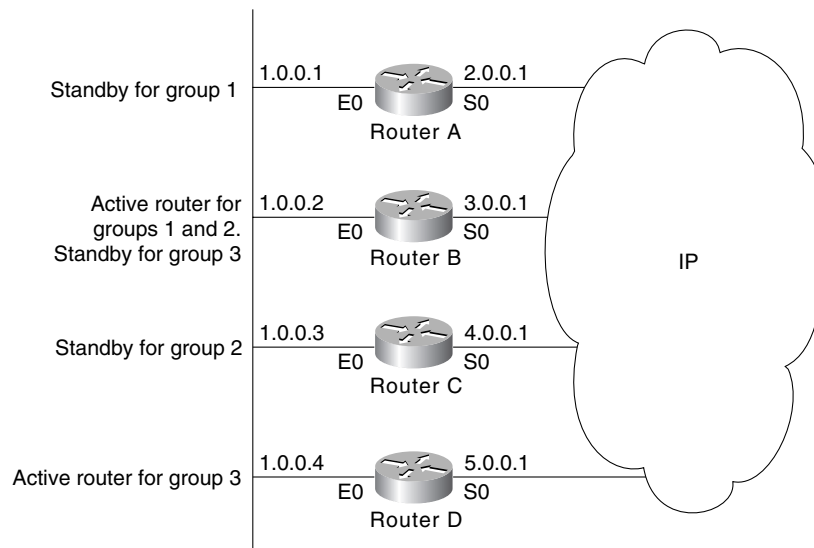 Standby for group 1
1.0.0.1
2.0.0.1
E0
S0
Router A
Active router for
groups 1 and 2.
Standby for group 3
1.0.0.2
3.0.0.1
E0
S0
Router B
IP
Standby for group 2
1.0.0.3
4.0.0.1
E0
S0
Router C
Active router for group 3
1.0.0.4
5.0.0.1
E0
S0
Router D